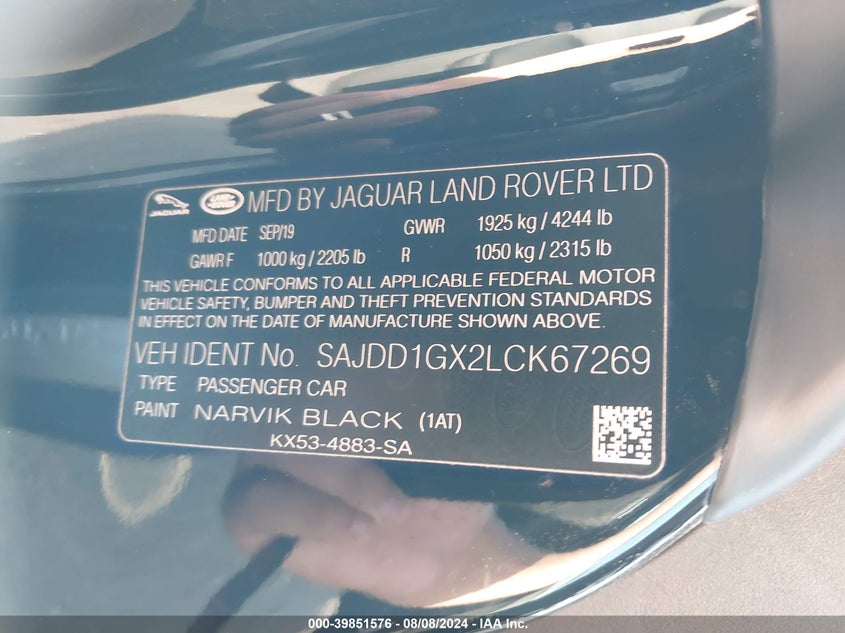 JAGUAR LAND ROVER MFD BY JAGUAR LAND ROVER LTD
MFD DATE SEP/19 GVWR 1925 kg / 4244 lb
GAWR F 1000 kg / 2205 lb R 1050 kg / 2315 lb
THIS VEHICLE CONFORMS TO ALL APPLICABLE FEDERAL MOTOR
VEHICLE SAFETY, BUMPER AND THEFT PREVENTION STANDARDS
IN EFFECT ON THE DATE OF MANUFACTURE SHOWN ABOVE.
VEH IDENT No. SAJDD1GX2LCK67269
TYPE PASSENGER CAR
PAINT NARVIK BLACK (1AT)
KX53-4883-SA
000-39851576 - 08/08/2024 - IAA Inc.